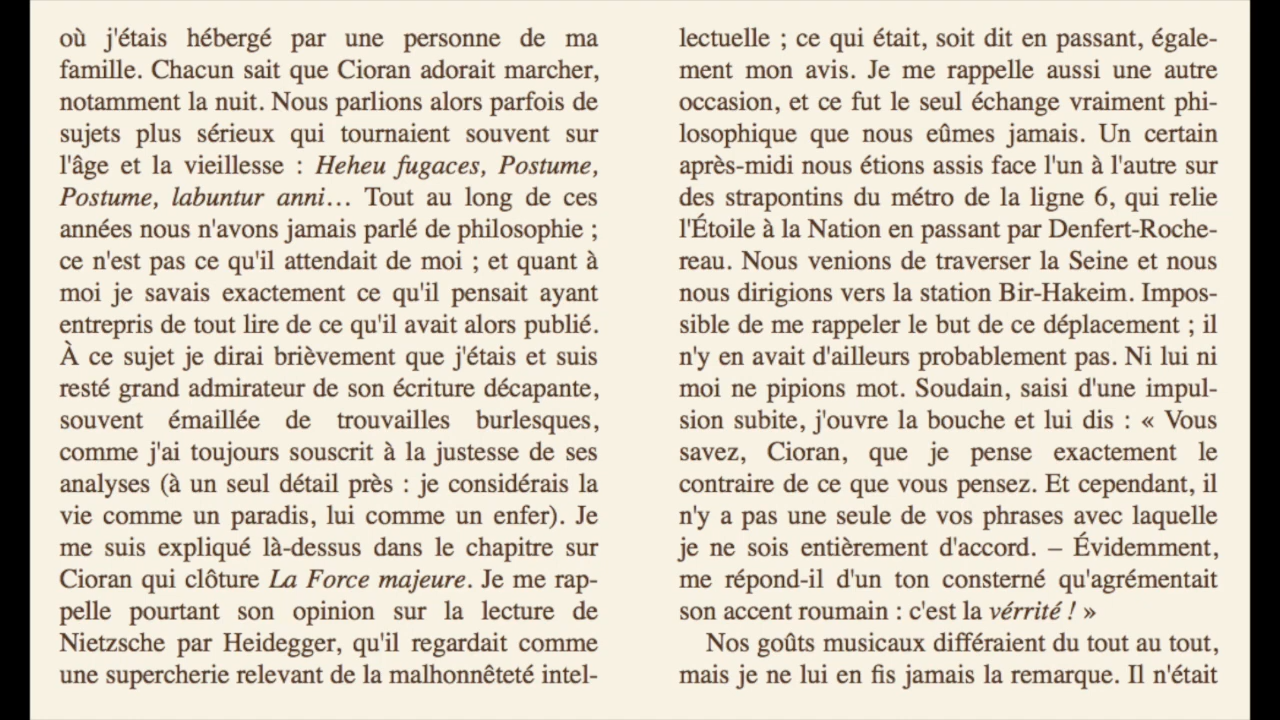 où j'étais hébergé par une personne de ma
famille. Chacun sait que Cioran adorait marcher,
notamment la nuit. Nous parlions alors parfois de
sujets plus sérieux qui tournaient souvent sur
l'âge et la vieillesse : Heheu fugaces, Postume,
Postume, labuntur anni… Tout au long de ces
années nous n'avons jamais parlé de philosophie ;
ce n'est pas ce qu'il attendait de moi ; et quant à
moi je savais exactement ce qu'il pensait ayant
entrepris de tout lire de ce qu'il avait alors publié.
À ce sujet je dirai brièvement que j'étais et suis
resté grand admirateur de son écriture décapante,
souvent émaillée de trouvailles burlesques,
comme j'ai toujours souscrit à la justesse de ses
analyses (à un seul détail près : je considérais la
vie comme un paradis, lui comme un enfer). Je
me suis expliqué là-dessus dans le chapitre sur
Cioran qui clôture La Force majeure. Je me rap-
pelle pourtant son opinion sur la lecture de
Nietzsche par Heidegger, qu'il regardait comme
une supercherie relevant de la malhonnêteté intel-
lectuelle ; ce qui était, soit dit en passant, égale-
ment mon avis. Je me rappelle aussi une autre
occasion, et ce fut le seul échange vraiment phi-
losophique que nous eûmes jamais. Un certain
après-midi nous étions assis face l'un à l'autre sur
des strapontins du métro de la ligne 6, qui relie
l'Étoile à la Nation en passant par Denfert-Roche-
reau. Nous venions de traverser la Seine et nous
nous dirigions vers la station Bir-Hakeim. Impos-
sible de me rappeler le but de ce déplacement ; il
n'y en avait d'ailleurs probablement pas. Ni lui ni
moi ne pipions mot. Soudain, saisi d'une impul-
sion subite, j'ouvre la bouche et lui dis : « Vous
savez, Cioran, que je pense exactement le
contraire de ce que vous pensez. Et cependant, il
n'y a pas une seule de vos phrases avec laquelle
je ne sois entièrement d'accord. – Évidemment,
me répond-il d'un ton consterné qu'agrémentait
son accent roumain : c'est la vérrité ! »
Nos goûts musicaux différaient du tout au tout,
mais je ne lui en fis jamais la remarque. Il n'était